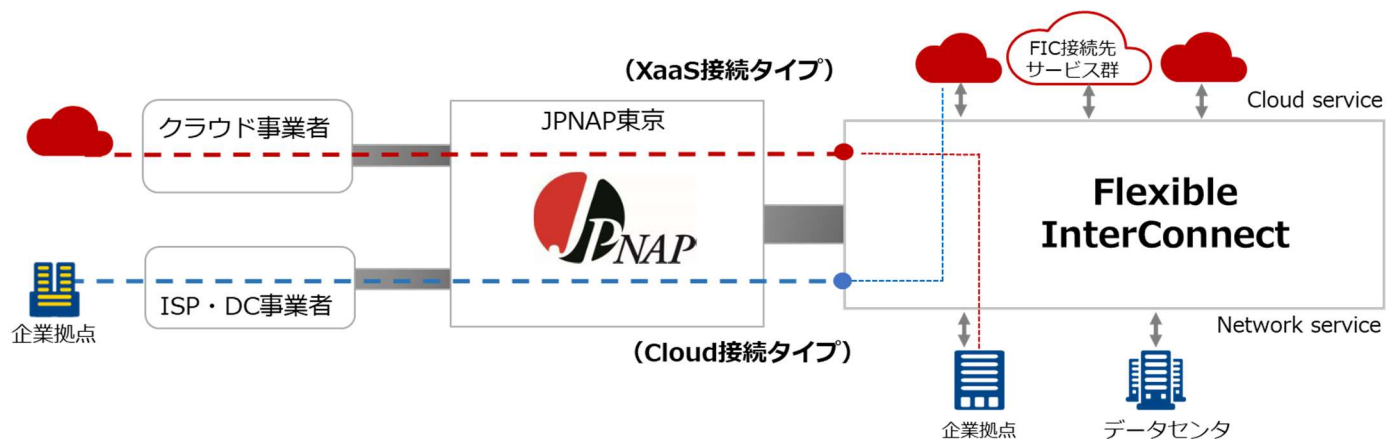 （XaaS接続タイプ）
FIC接続先
サービス群
Cloud service
クラウド事業者
JPNAP東京
JPNAP
Flexible
InterConnect
ISP・DC事業者
企業拠点
（Cloud接続タイプ）
Network service
企業拠点
データセンタ